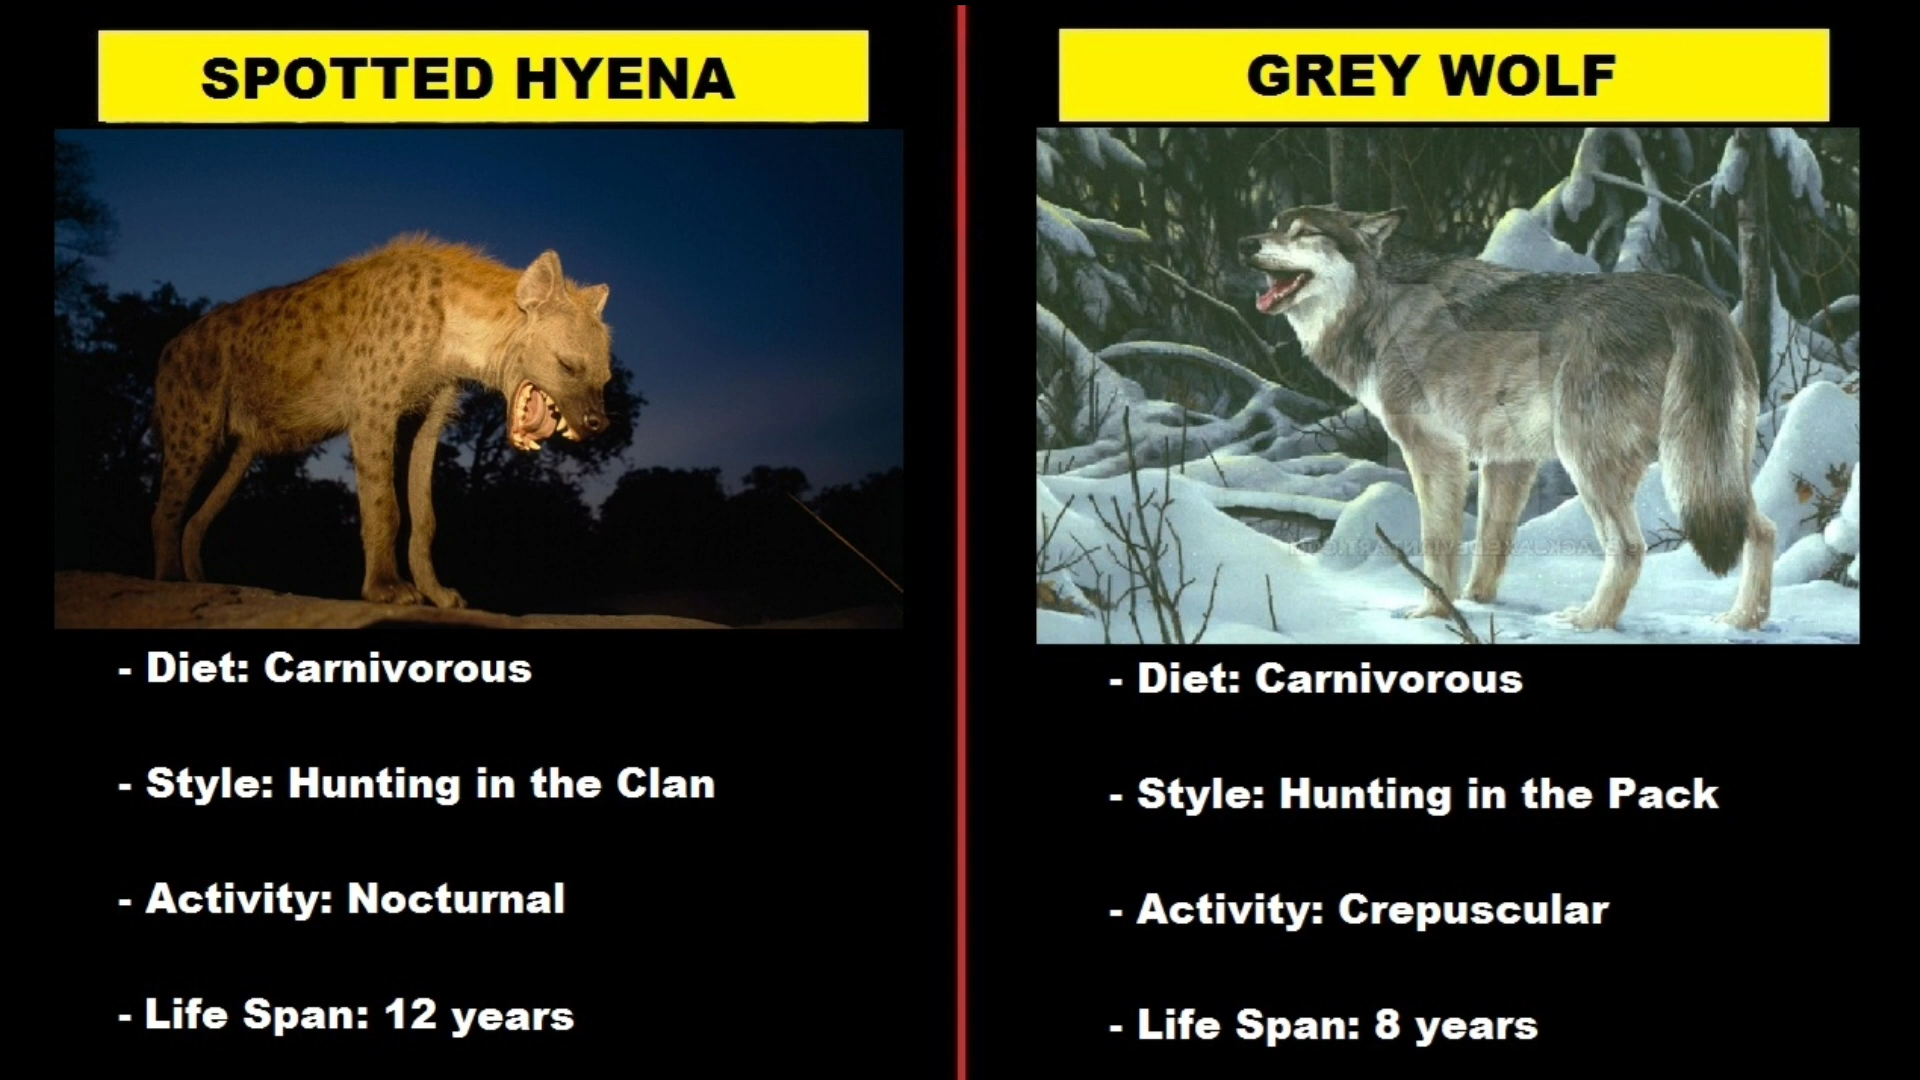 SPOTTED HYENA
- Diet: Carnivorous
- Style: Hunting in the Clan
- Activity: Nocturnal
- Life Span: 12 years
GREY WOLF
- Diet: Carnivorous
- Style: Hunting in the Pack
- Activity: Crepuscular
- Life Span: 8 years